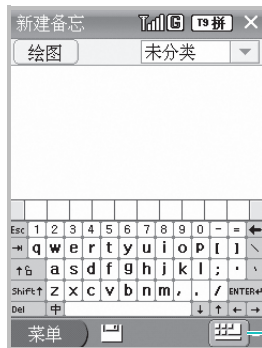 新建备忘 G T9拼 ×
绘图 未分类
Esc 1 2 3 4 5 6 7 8 9 0 - = ←
q w e r t y u i o p [ ] \
a s d f g h j k l ; ' 、
Shift↑ z x c v b n m , . / ENTER↵
Del 中 ↓ ↑ ← →
菜单